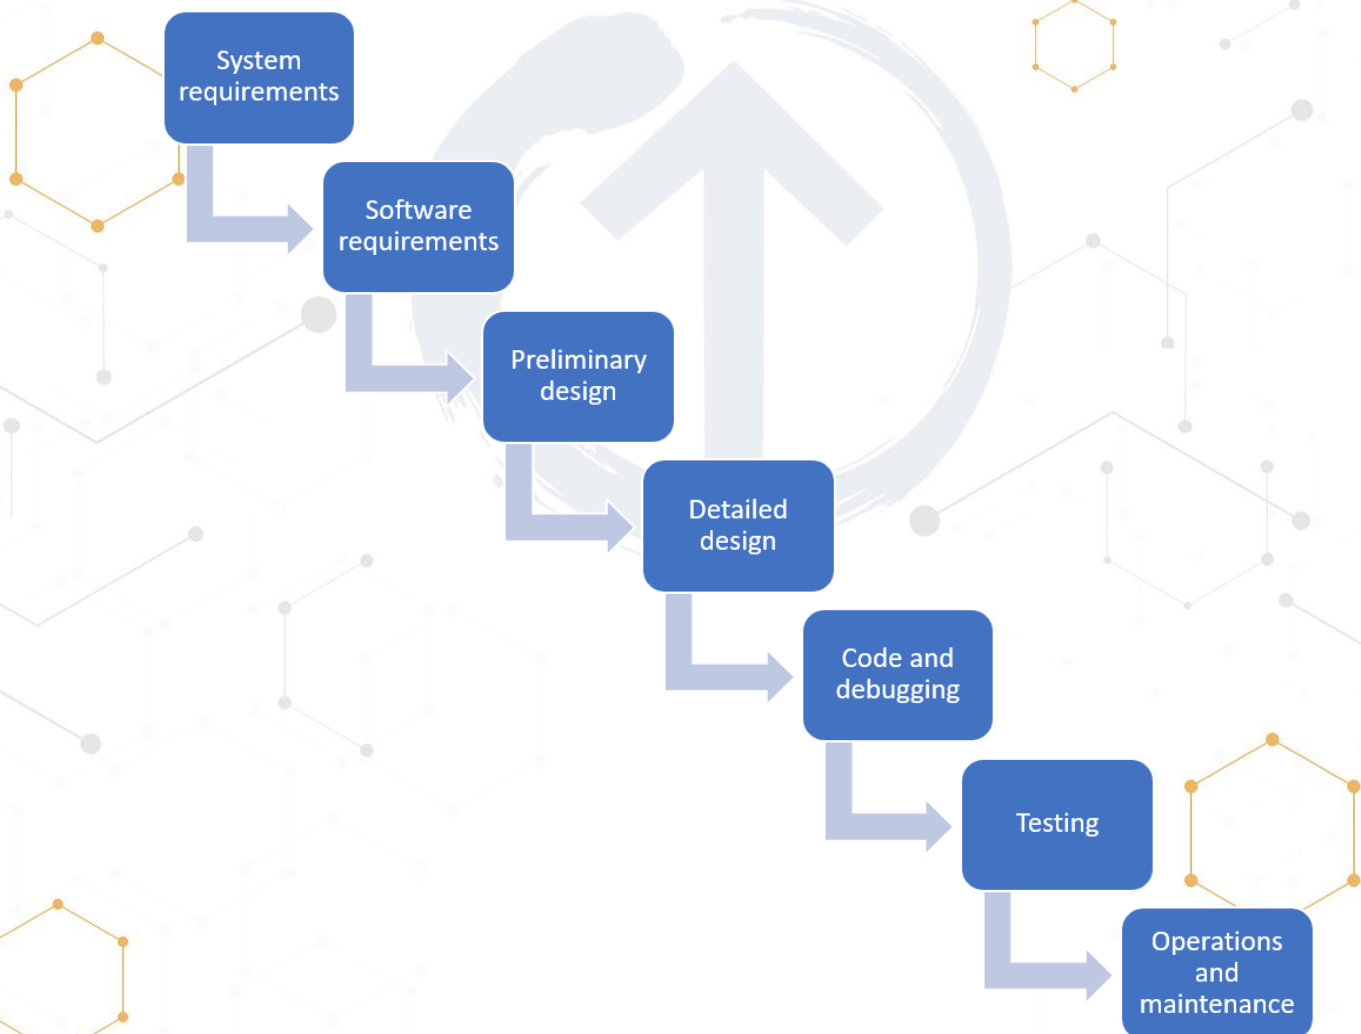 System
requirements
Software
requirements
Preliminary
design
Detailed
design
Code and
debugging
Testing
Operations
and
maintenance